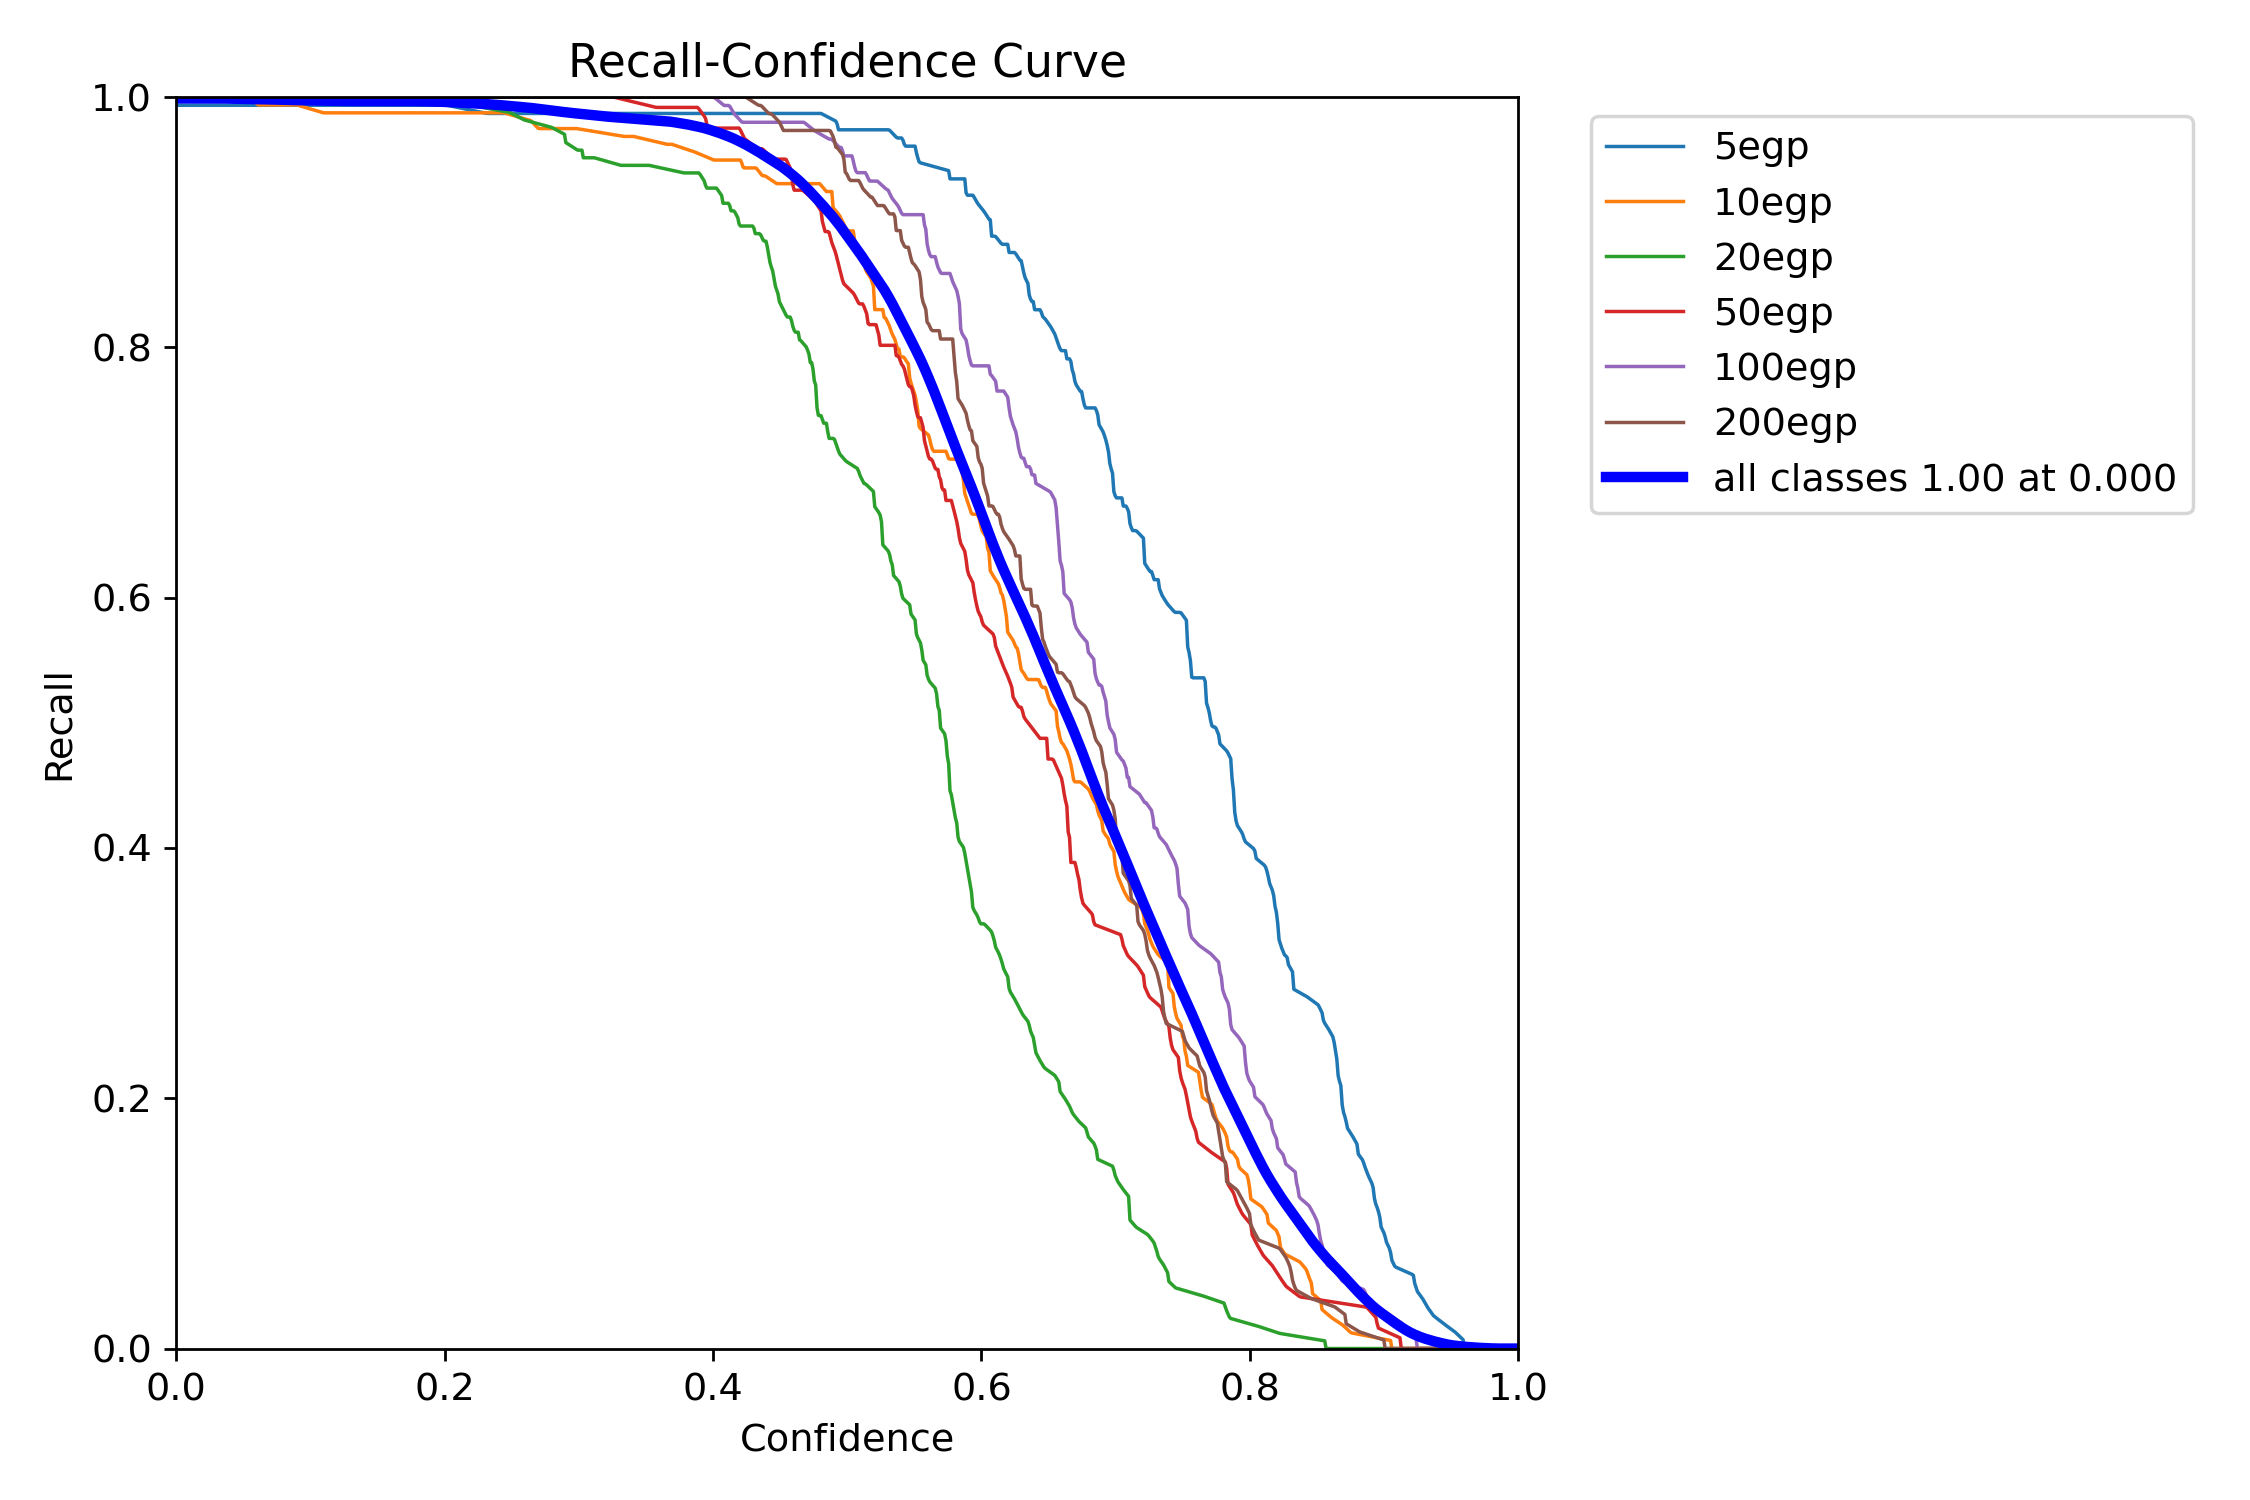 Recall-Confidence Curve
1.0
0.8
0.6
0.4
0.2
0.0
Recall
0.0 0.2 0.4 0.6 0.8 1.0
Confidence
5egp
10egp
20egp
50egp
100egp
200egp
all classes 1.00 at 0.000